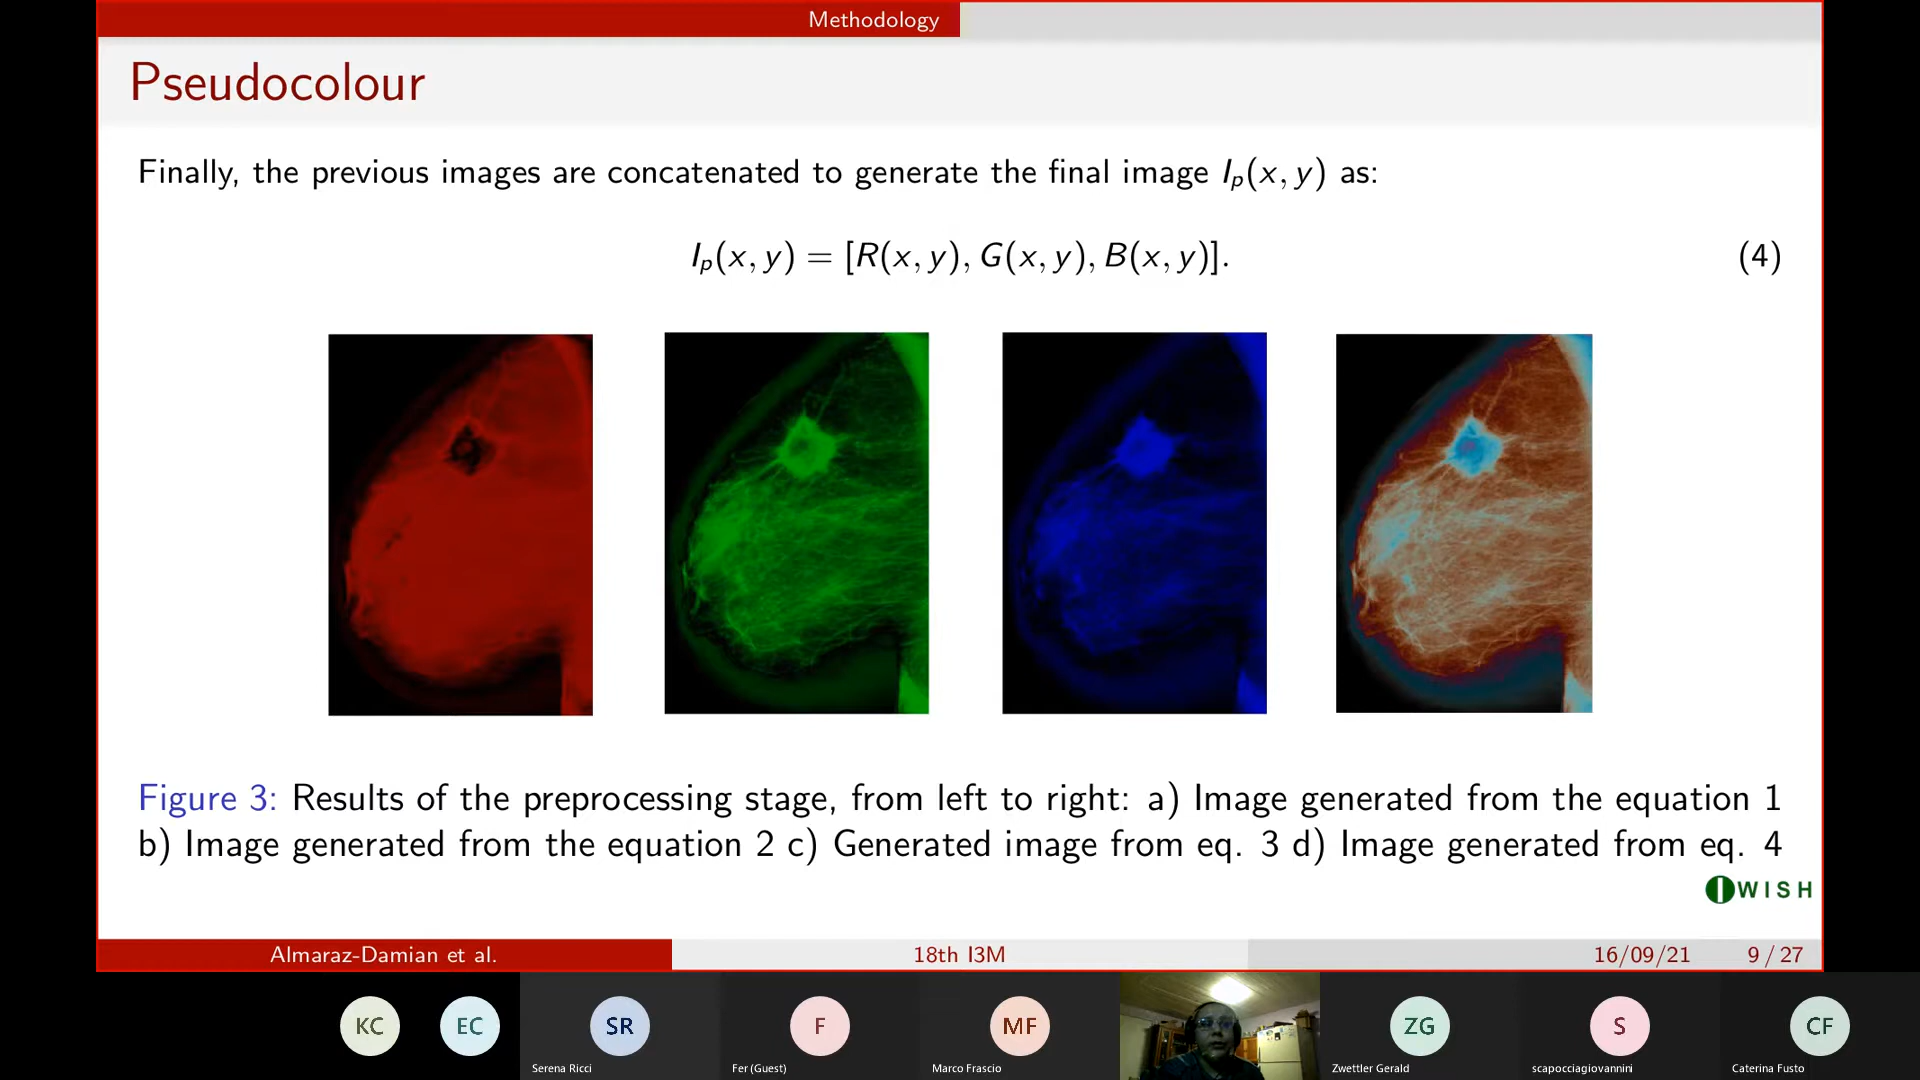 Methodology
Pseudocolour
Finally, the previous images are concatenated to generate the final image Iₚ(x, y) as:
Iₚ(x, y) = [R(x, y), G(x, y), B(x, y)]. (4)
Figure 3: Results of the preprocessing stage, from left to right: a) Image generated from the equation 1
b) Image generated from the equation 2 c) Generated image from eq. 3 d) Image generated from eq. 4
WISH
Almaraz-Damian et al. 18th I3M 16/09/21 9 / 27
KC EC SR F MF ZG S CF
Serena Ricci Fer (Guest) Marco Frascio Zwettler Gerald scapocciagiovannini Caterina Fusto